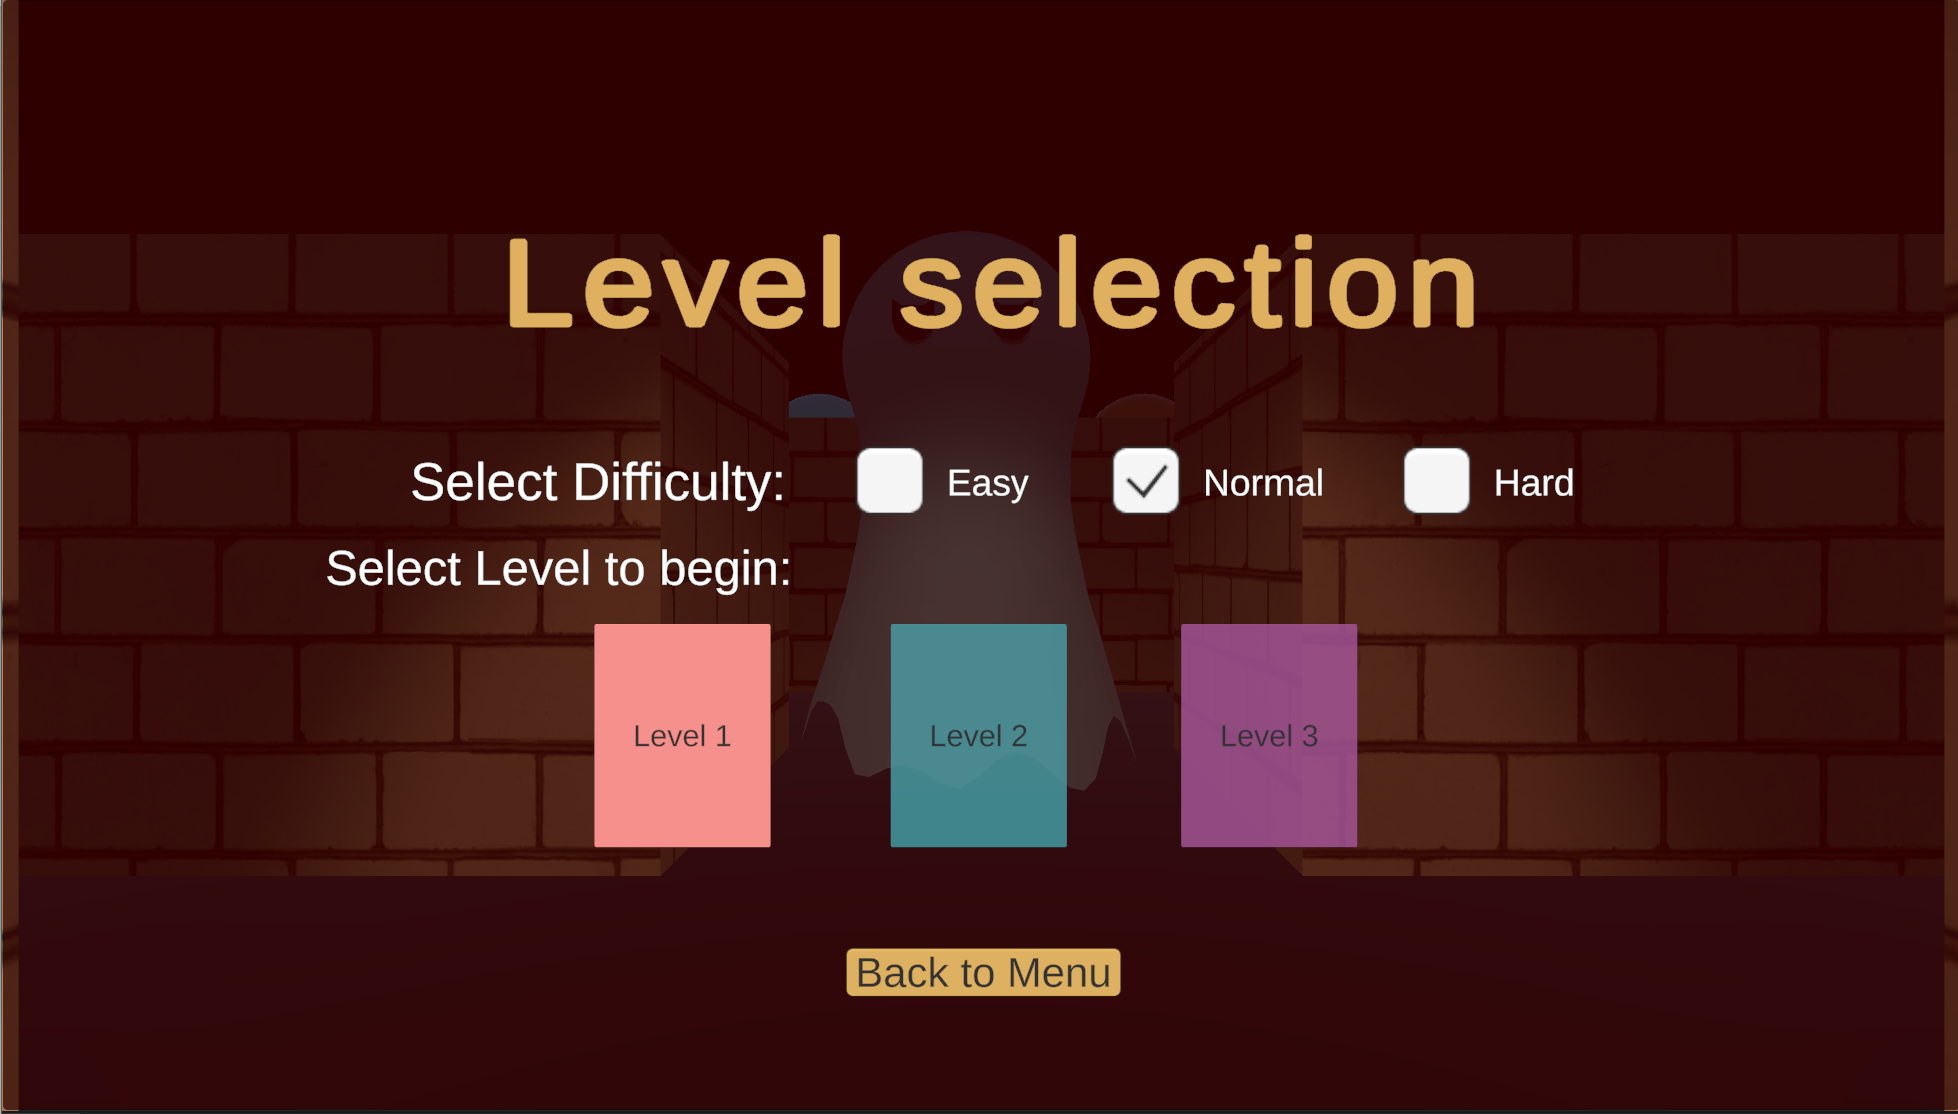 Level selection
Select Difficulty: Easy Normal Hard
Select Level to begin:
Level 1 Level 2 Level 3
Back to Menu